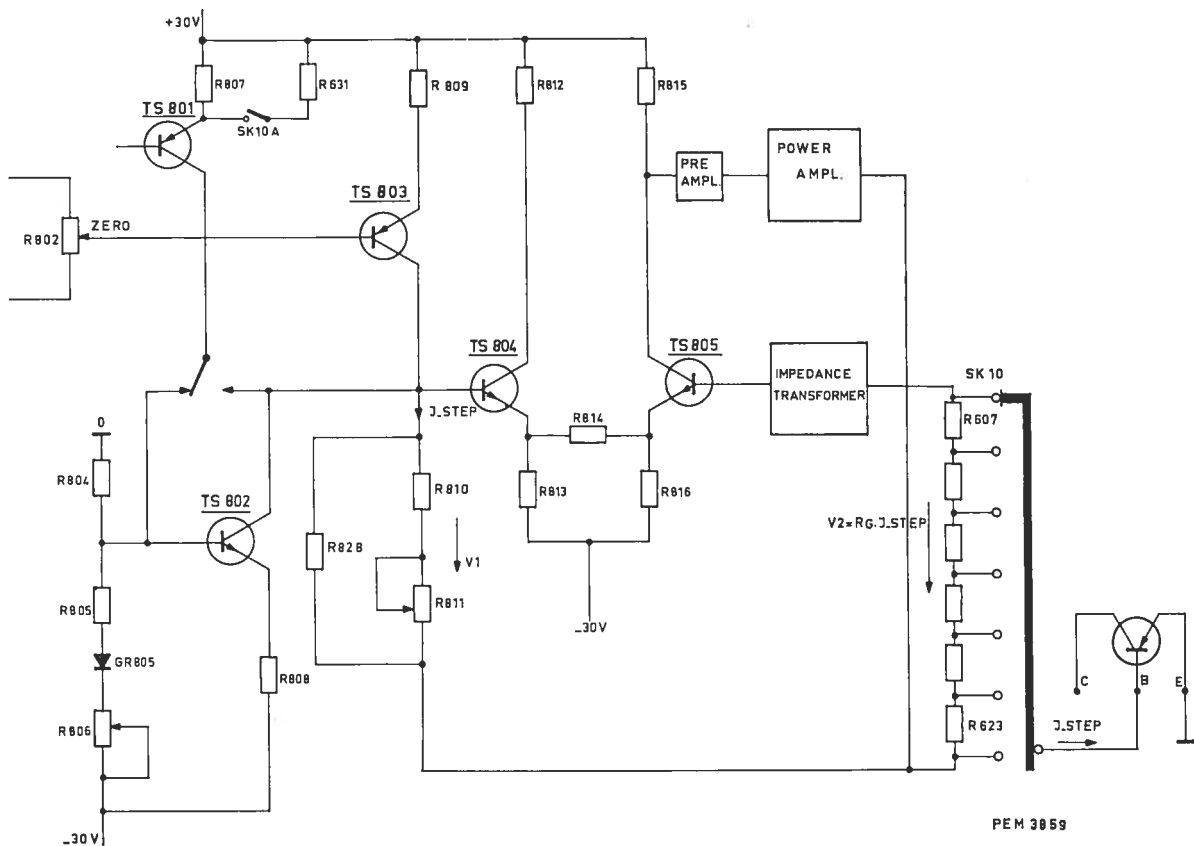 +30V
R807
R631
R 809
R812
R815
TS 801
SK10 A
PRE
AMPL.
POWER
AMPL.
TS 803
ZERO
R802
TS 804
TS 805
IMPEDANCE
TRANSFORMER
SK 10
R607
J_STEP
R814
0
R804
TS 802
R810
R813
R816
V2=RG.J_STEP
R828
V1
R805
R811
_30V
GR805
R808
R806
R623
C
B
E
J_STEP
_30V
PEM 3859